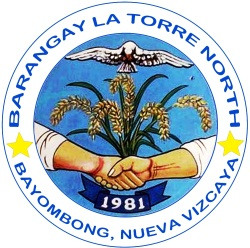 BARANGAY LA TORRE NORTH
1981
BAYOMBONG, NUEVA VIZCAYA